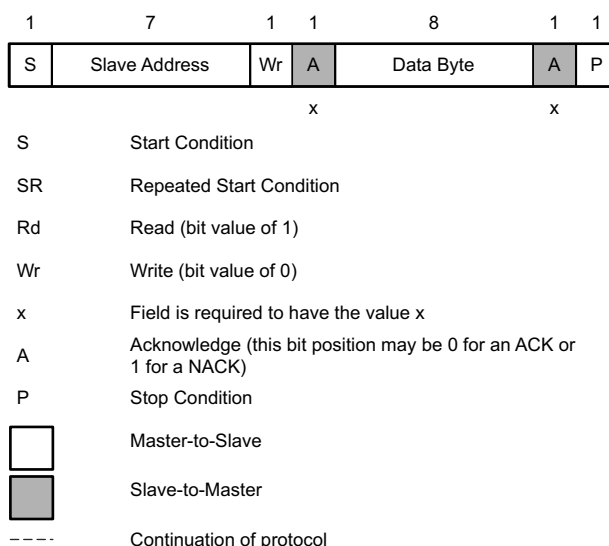 1 7 1 1 8 1 1
S Slave Address Wr A Data Byte A P
x x
S Start Condition
SR Repeated Start Condition
Rd Read (bit value of 1)
Wr Write (bit value of 0)
x Field is required to have the value x
A Acknowledge (this bit position may be 0 for an ACK or
1 for a NACK)
P Stop Condition
Master-to-Slave
Slave-to-Master
Continuation of protocol